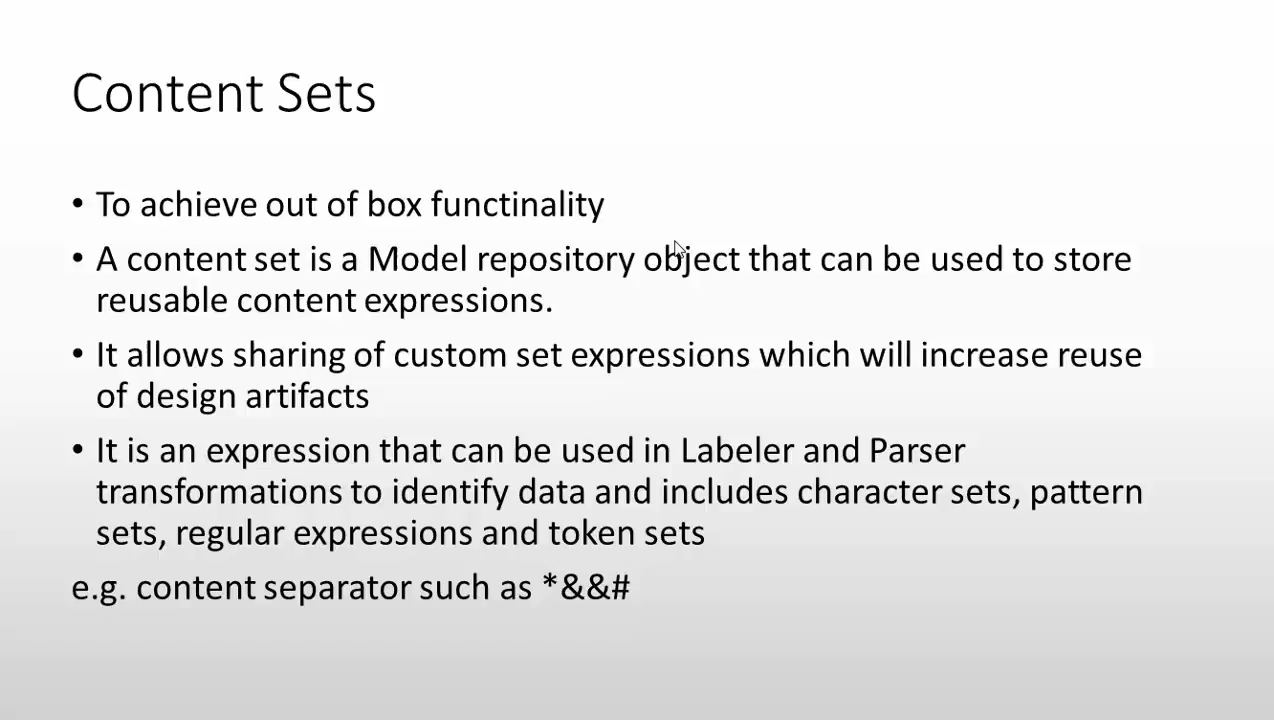 Content Sets
• To achieve out of box functinality
• A content set is a Model repository object that can be used to store
reusable content expressions.
• It allows sharing of custom set expressions which will increase reuse
of design artifacts
• It is an expression that can be used in Labeler and Parser
transformations to identify data and includes character sets, pattern
sets, regular expressions and token sets
e.g. content separator such as *&&#